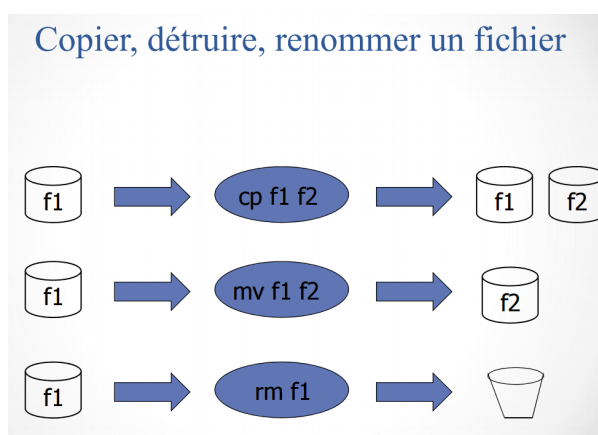 Copier, détruire, renommer un fichier
f1 cp f1 f2 f1 f2
f1 mv f1 f2 f2
f1 rm f1